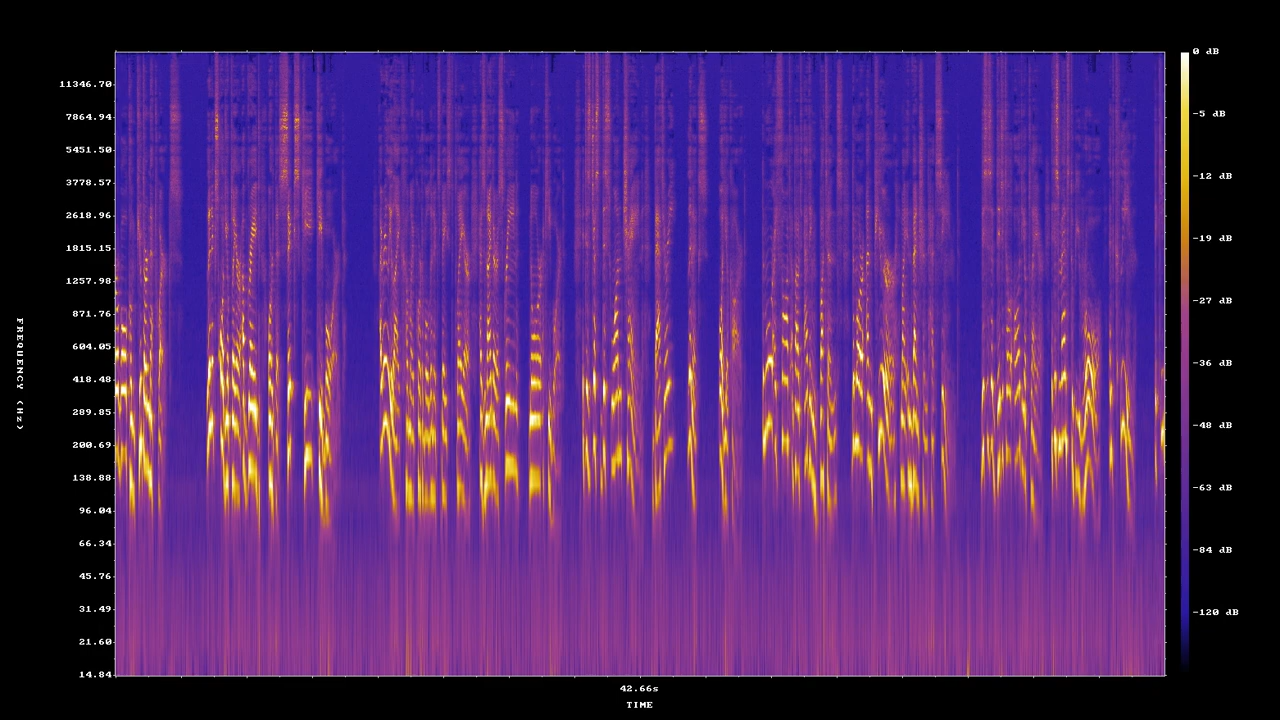 0 dB
-5 dB
-12 dB
-19 dB
-27 dB
-36 dB
-48 dB
-63 dB
-84 dB
-120 dB
11346.70
7864.94
5451.50
3778.57
2618.96
1815.15
1257.98
871.76
604.05
418.48
289.85
200.69
138.88
96.04
66.34
45.76
31.49
21.60
14.84
FREQUENCY (Hz)
42.66s
TIME